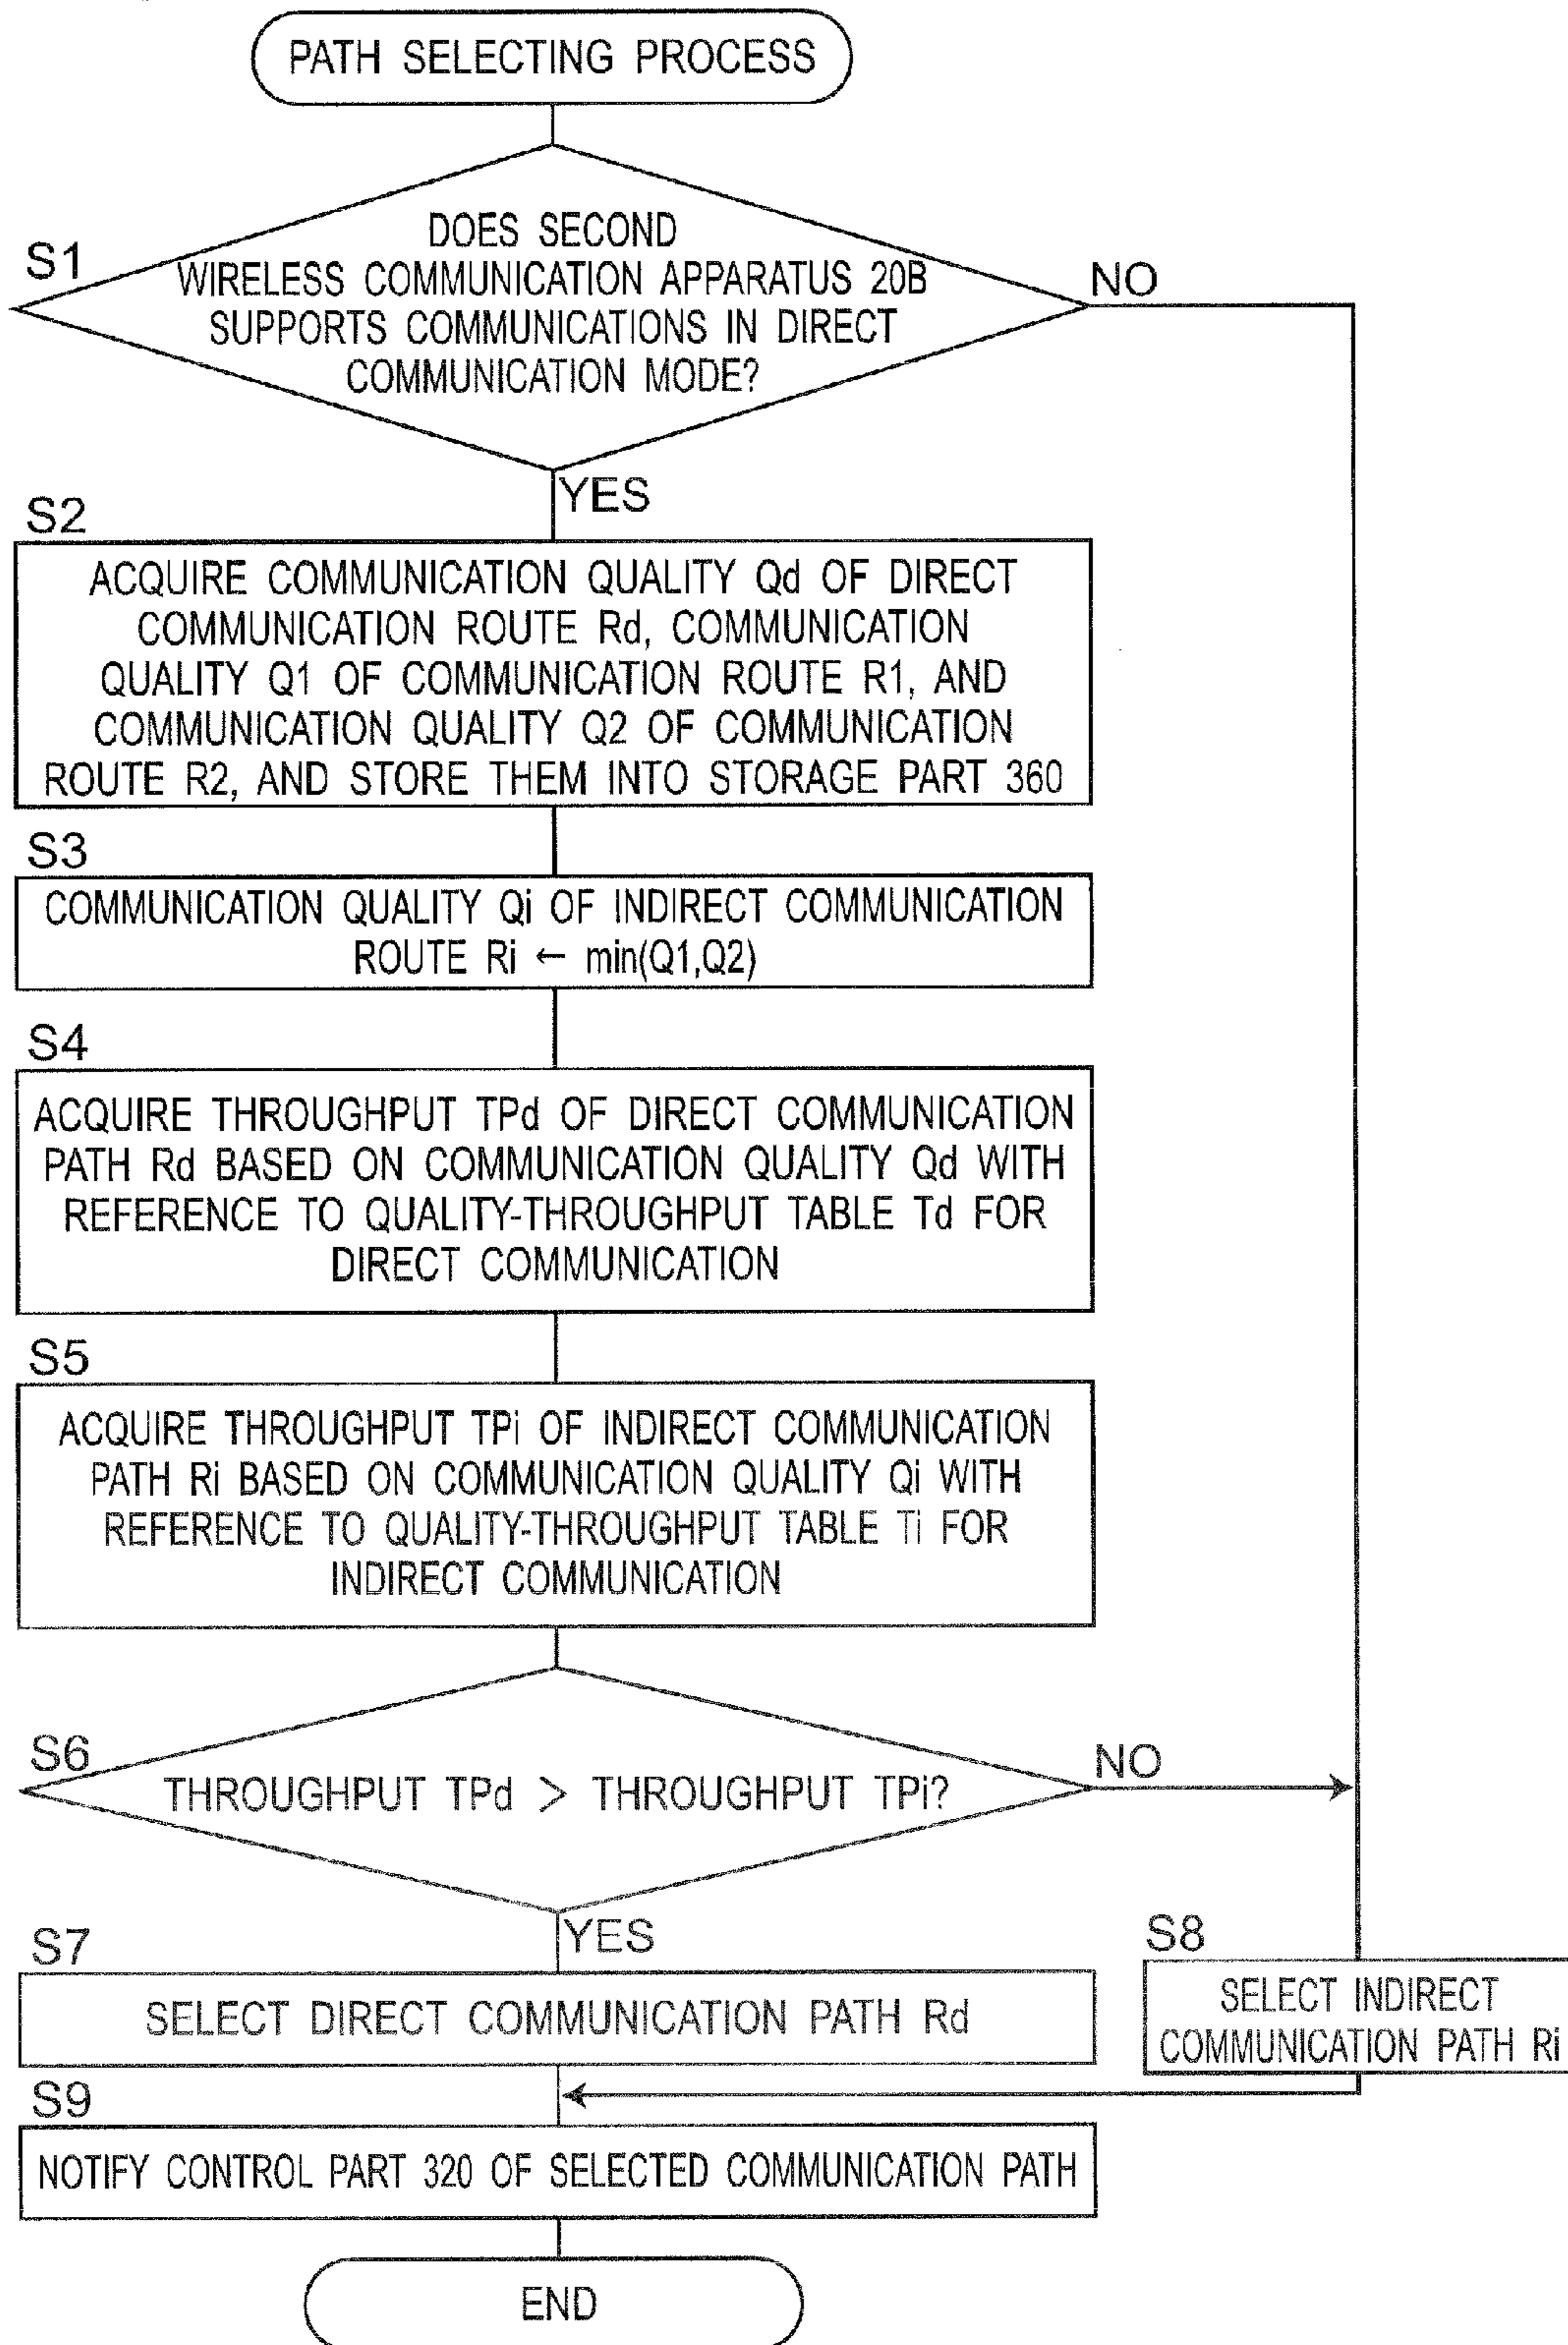 PATH SELECTING PROCESS
S1
DOES SECOND
WIRELESS COMMUNICATION APPARATUS 20B
SUPPORTS COMMUNICATIONS IN DIRECT
COMMUNICATION MODE?
NO
YES
S2
ACQUIRE COMMUNICATION QUALITY Qd OF DIRECT
COMMUNICATION ROUTE Rd, COMMUNICATION
QUALITY Q1 OF COMMUNICATION ROUTE R1, AND
COMMUNICATION QUALITY Q2 OF COMMUNICATION
ROUTE R2, AND STORE THEM INTO STORAGE PART 360
S3
COMMUNICATION QUALITY Qi OF INDIRECT COMMUNICATION
ROUTE Ri ← min(Q1,Q2)
S4
ACQUIRE THROUGHPUT TPd OF DIRECT COMMUNICATION
PATH Rd BASED ON COMMUNICATION QUALITY Qd WITH
REFERENCE TO QUALITY-THROUGHPUT TABLE Td FOR
DIRECT COMMUNICATION
S5
ACQUIRE THROUGHPUT TPi OF INDIRECT COMMUNICATION
PATH Ri BASED ON COMMUNICATION QUALITY Qi WITH
REFERENCE TO QUALITY-THROUGHPUT TABLE Ti FOR
INDIRECT COMMUNICATION
S6
THROUGHPUT TPd > THROUGHPUT TPi?
NO
YES
S7
SELECT DIRECT COMMUNICATION PATH Rd
S8
SELECT INDIRECT
COMMUNICATION PATH Ri
S9
NOTIFY CONTROL PART 320 OF SELECTED COMMUNICATION PATH
END